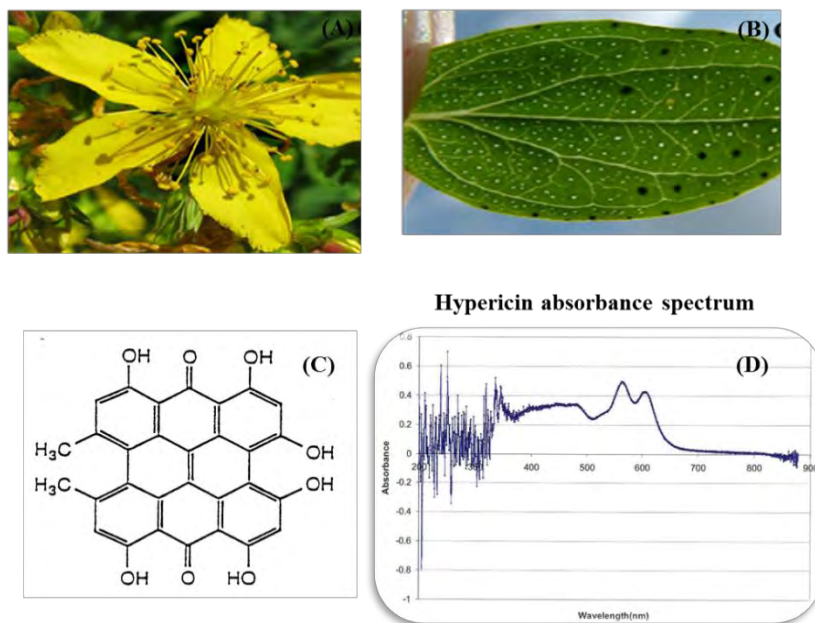 (A)
(B)
Hypericin absorbance spectrum
(C)
OH O OH
H₃C
OH
H₃C
OH
OH O HO
(D)
0.8
0.6
0.4
0.2
0
-0.2
-0.4
-0.6
-0.8
-1
200 300 400 500 600 700 800 900
Absorbance
Wavelength(nm)